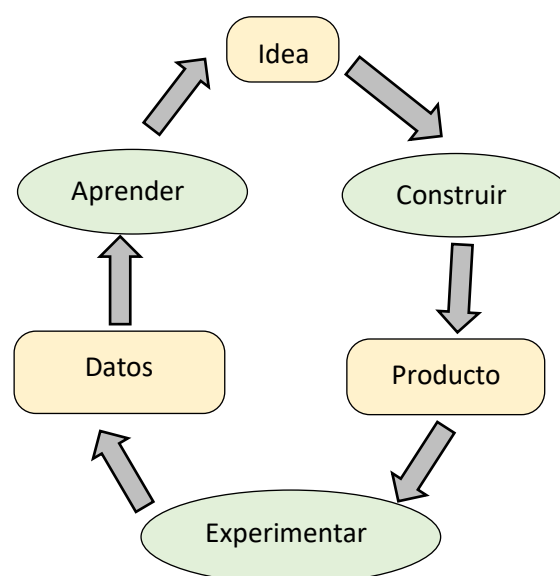 Idea
Aprender
Construir
Datos
Producto
Experimentar